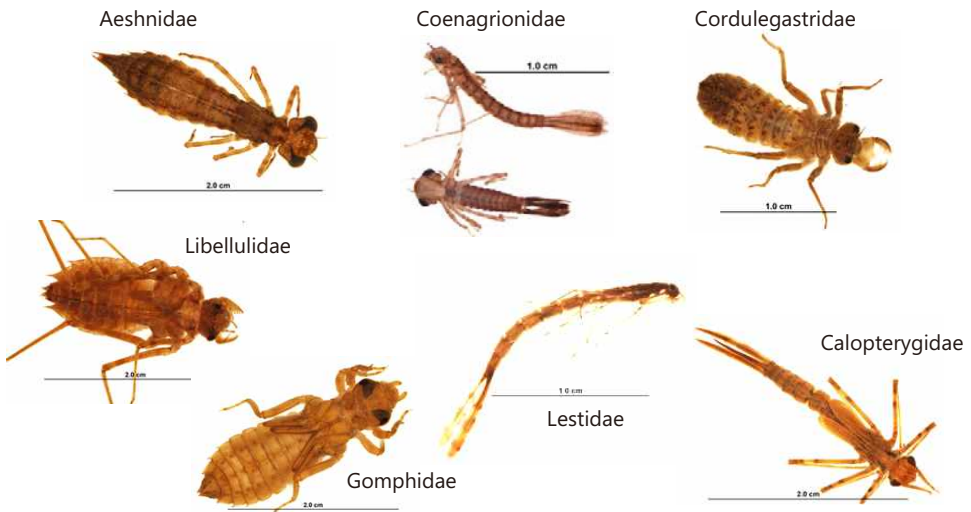 Aeshnidae
Coenagrionidae
Cordulegastridae
1.0 cm
2.0 cm
1.0 cm
Libellulidae
Calopterygidae
2.0 cm
1.0 cm
Lestidae
Gomphidae
2.0 cm
2.0 cm